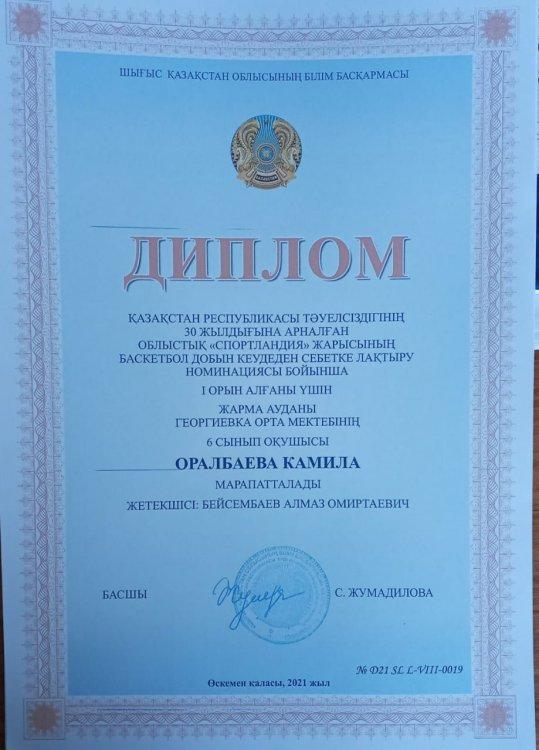 ШЫҒЫС ҚАЗАҚСТАН ОБЛЫСЫНЫҢ БІЛІМ БАСҚАРМАСЫ
ДИПЛОМ
ҚАЗАҚСТАН РЕСПУБЛИКАСЫ ТӘУЕЛСІЗДІГІНІҢ
30 ЖЫЛДЫҒЫНА АРНАЛҒАН
ОБЛЫСТЫҚ «СПОРТЛАНДИЯ» ЖАРЫСЫНЫҢ
БАСКЕТБОЛ ДОБЫН КЕУДЕДЕН СЕБЕТКЕ ЛАҚТЫРУ
НОМИНАЦИЯСЫ БОЙЫНША
I ОРЫН АЛҒАНЫ ҮШІН
ЖАРМА АУДАНЫ
ГЕОРГИЕВКА ОРТА МЕКТЕБІНІҢ
6 СЫНЫП ОҚУШЫСЫ
ОРАЛБАЕВА КАМИЛА
МАРАПАТТАЛАДЫ
ЖЕТЕКШІСІ: БЕЙСЕМБАЕВ АЛМАЗ ОМИРТАЕВИЧ
БАСШЫ С. ЖУМАДИЛОВА
№ D21 SL L-VIII-0019
Өскемен қаласы, 2021 жыл